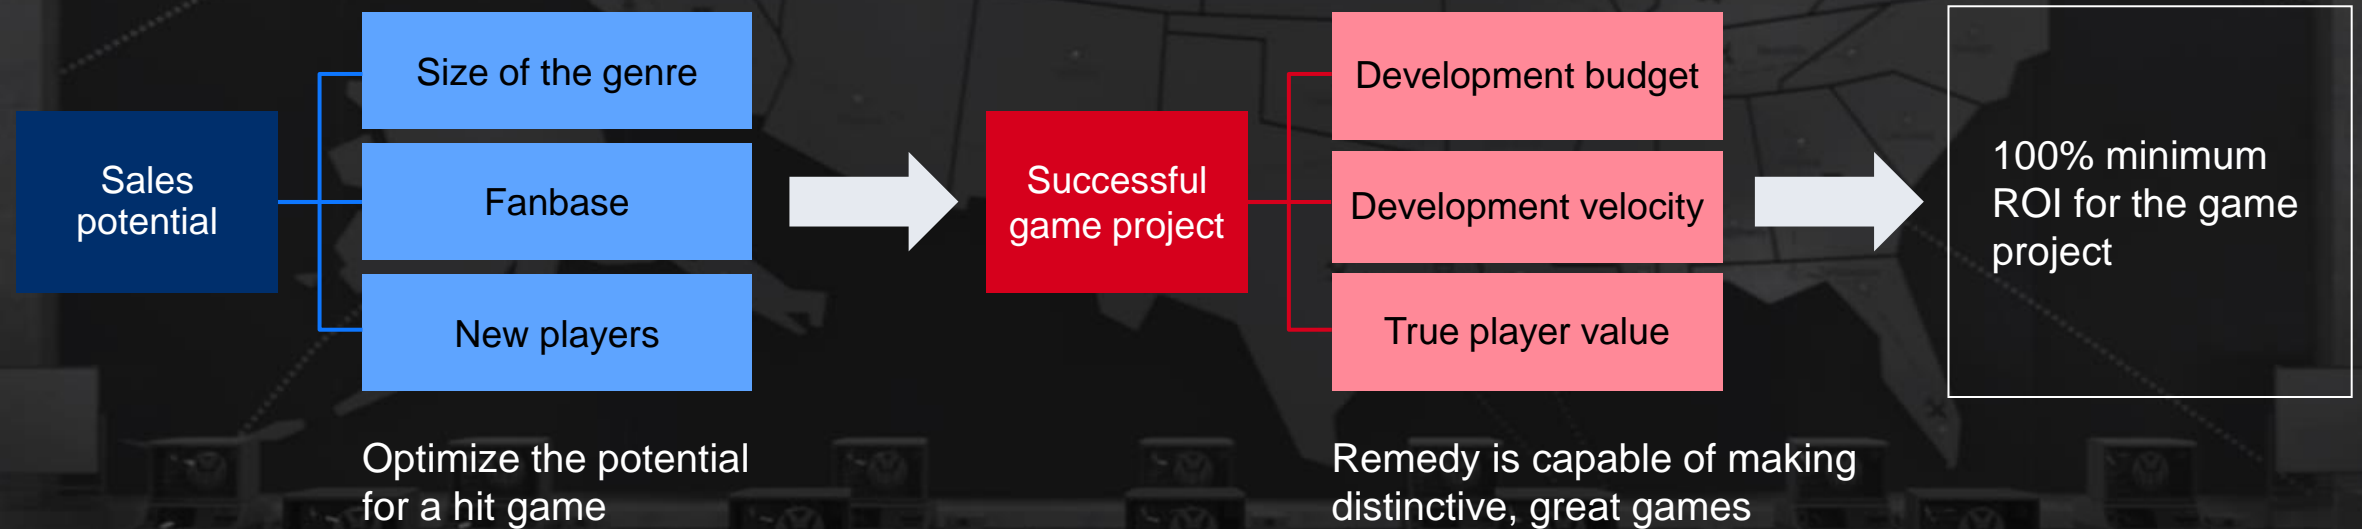 Sales
potential
Size of the genre
Fanbase
New players
Optimize the potential
for a hit game
Successful
game project
Development budget
Development velocity
True player value
Remedy is capable of making
distinctive, great games
100% minimum
ROI for the game
project